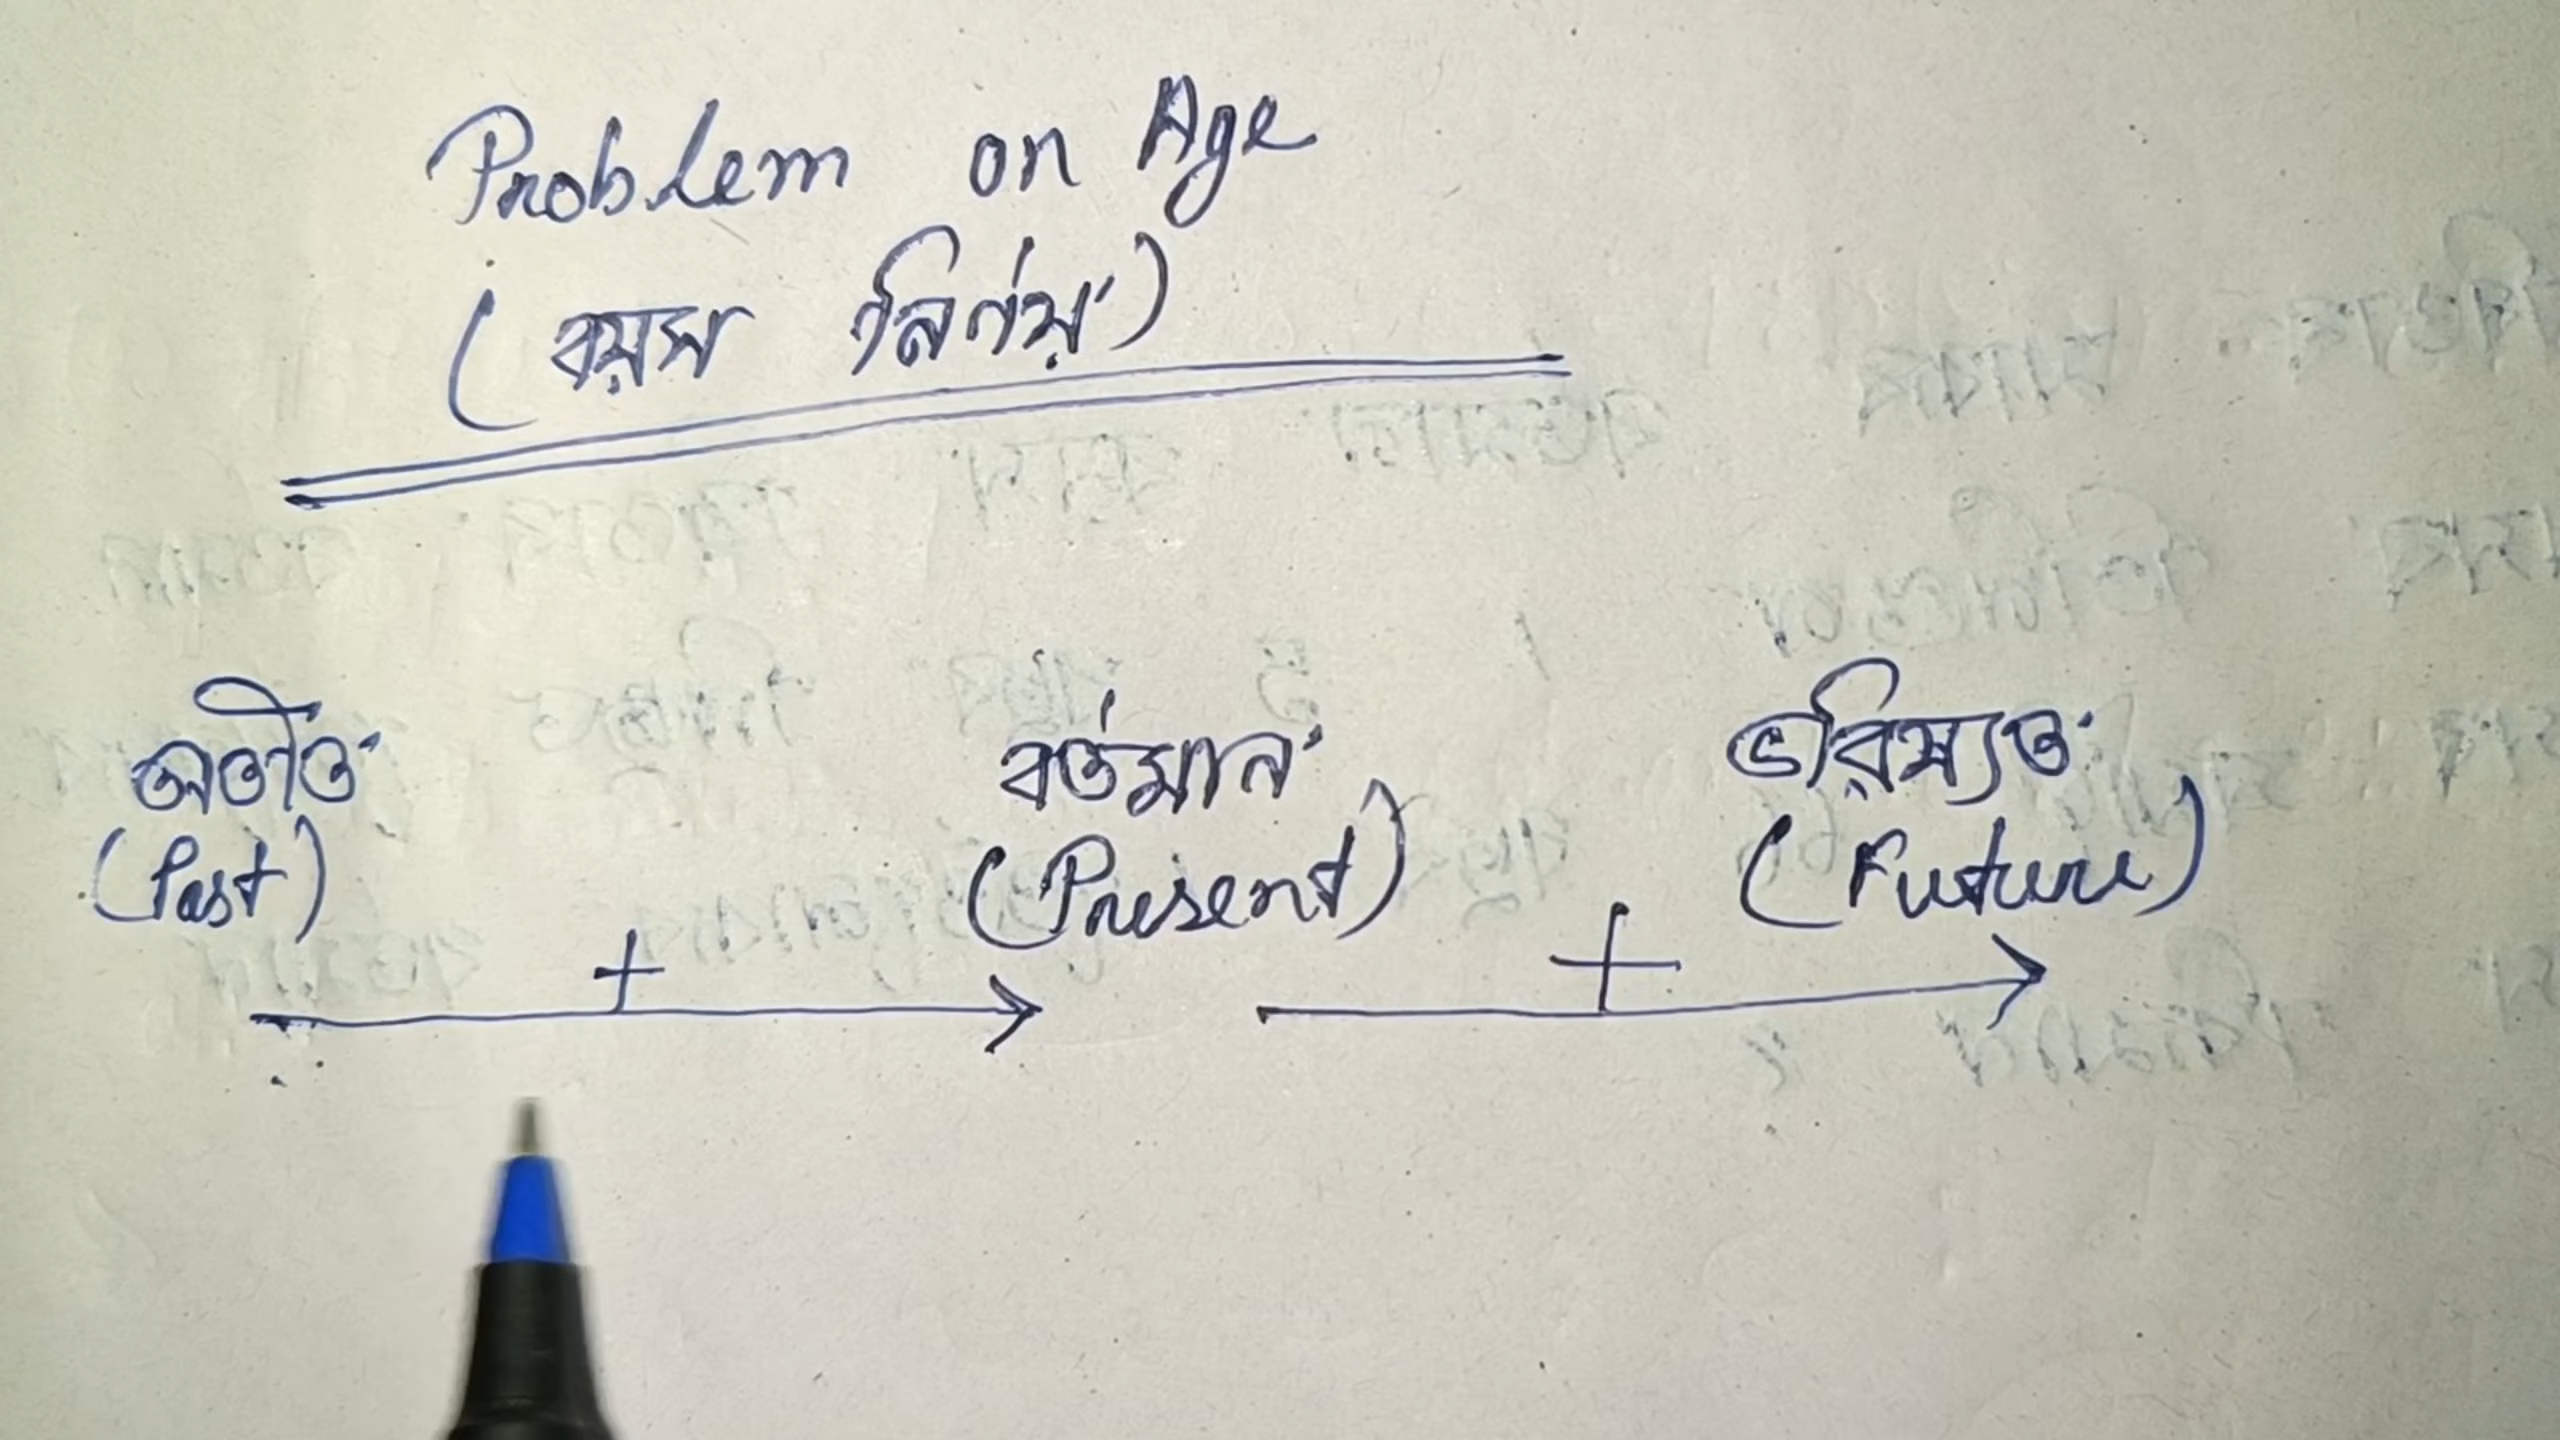 Problem on Age
(বয়স নির্ণয়)
অতীত বর্তমান ভবিষ্যত
(Past) (Present) (Future)
+ +